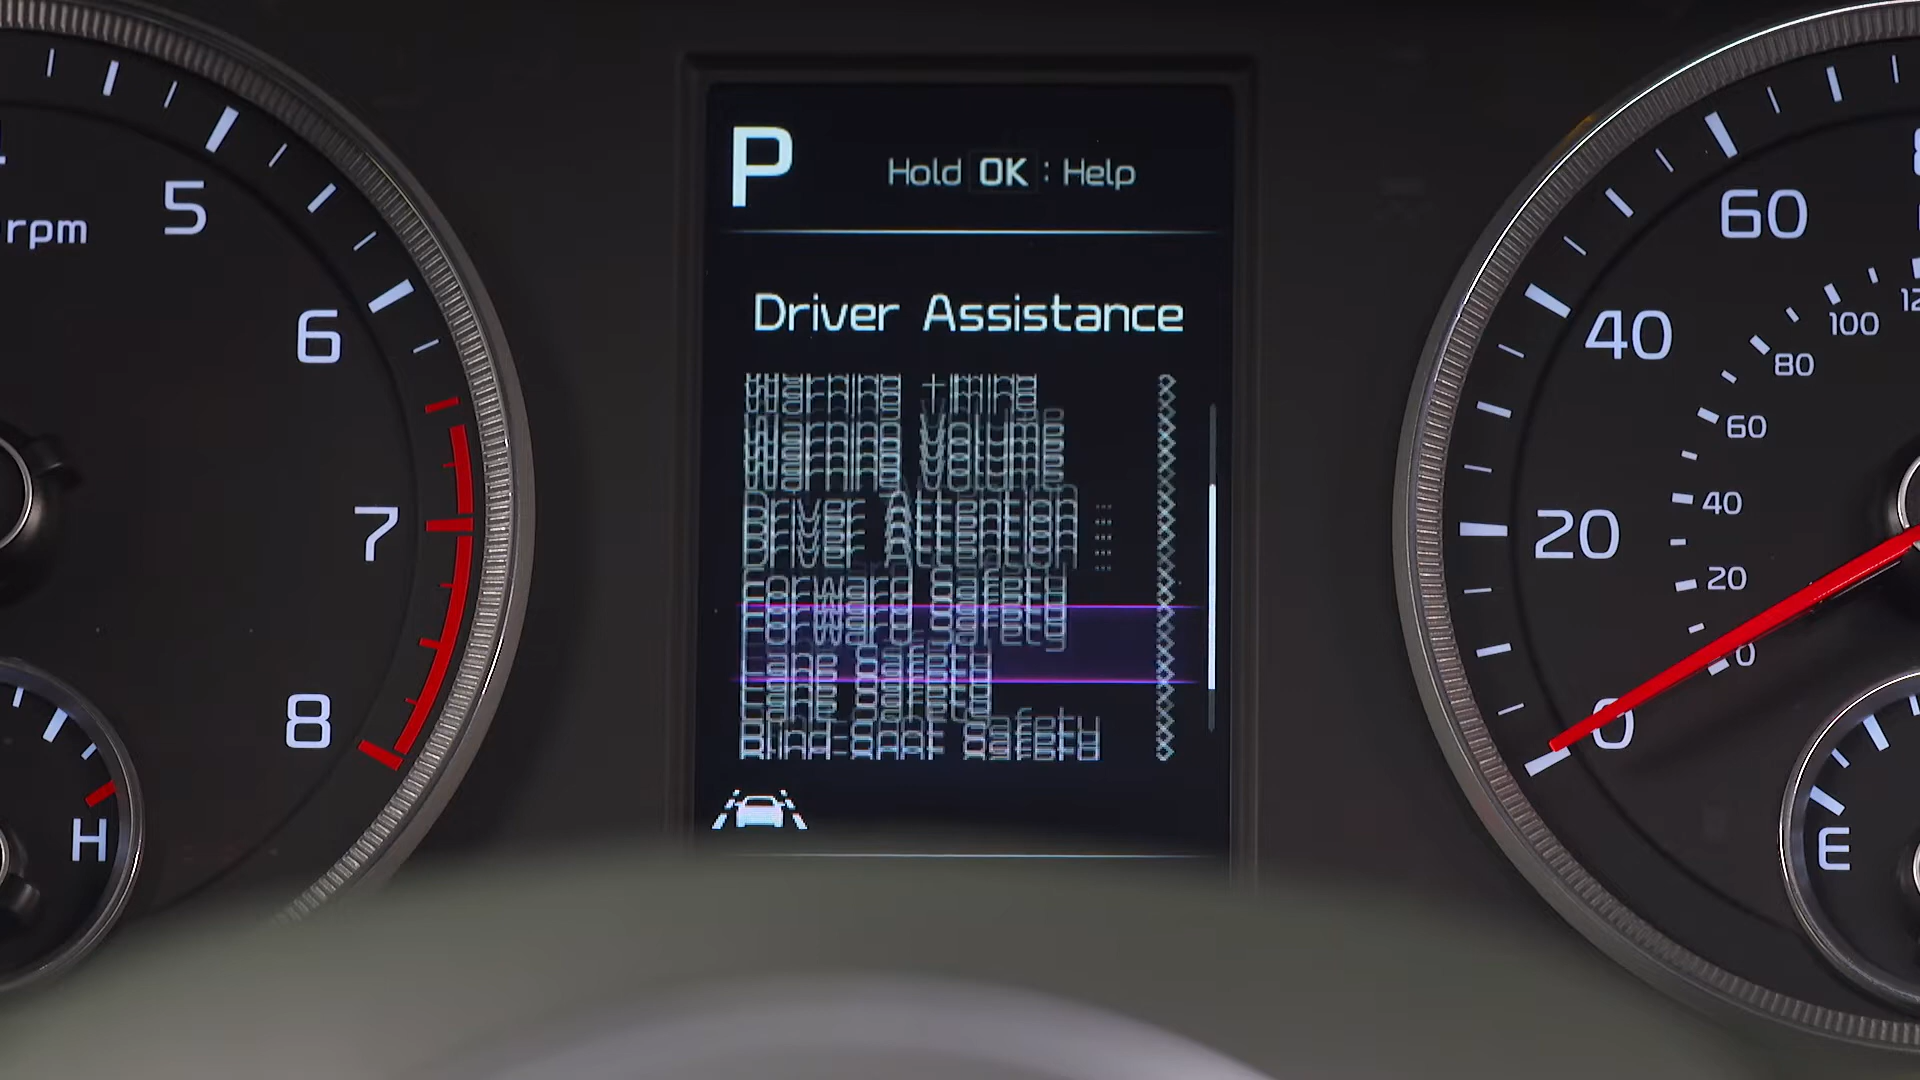 P
Hold OK : Help
Driver Assistance
Warning Timing
Warning Volume
Driver Attention ...
Forward Safety
Lane Safety
Blind-Spot Safety
rpm
5
6
7
8
H
60
40
20
0
100
80
60
40
20
0
E